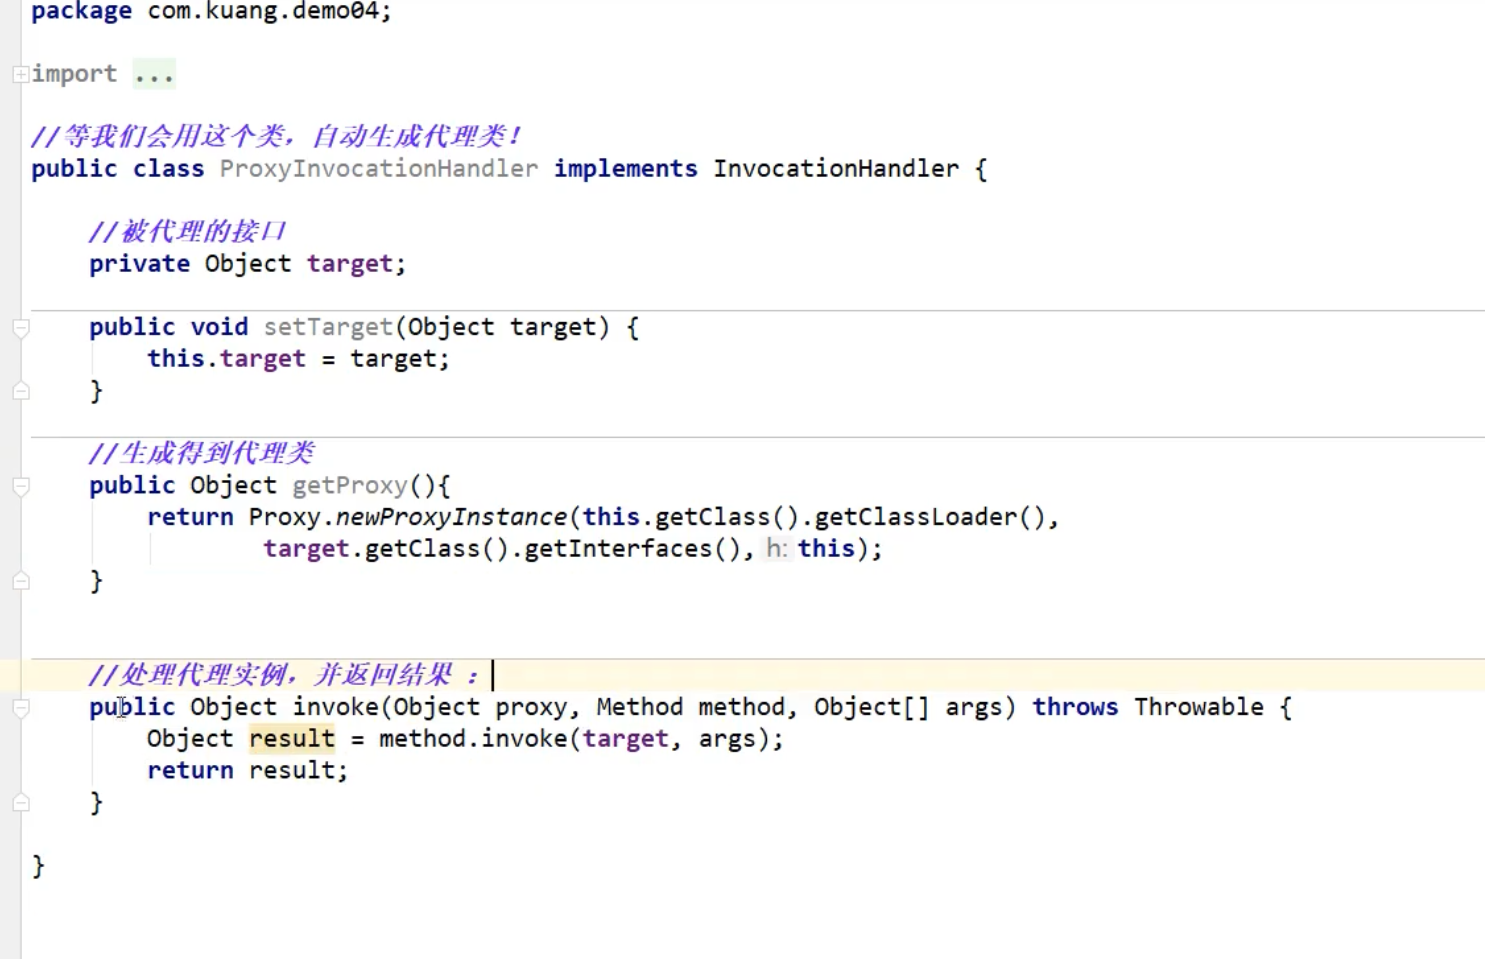 package com.kuang.demo04;
import ...
//等我们会用这个类，自动生成代理类！
public class ProxyInvocationHandler implements InvocationHandler {
//被代理的接口
private Object target;
public void setTarget(Object target) {
this.target = target;
}
//生成得到代理类
public Object getProxy(){
return Proxy.newProxyInstance(this.getClass().getClassLoader(),
target.getClass().getInterfaces(), h: this);
}
//处理代理实例，并返回结果 :
public Object invoke(Object proxy, Method method, Object[] args) throws Throwable {
Object result = method.invoke(target, args);
return result;
}
}